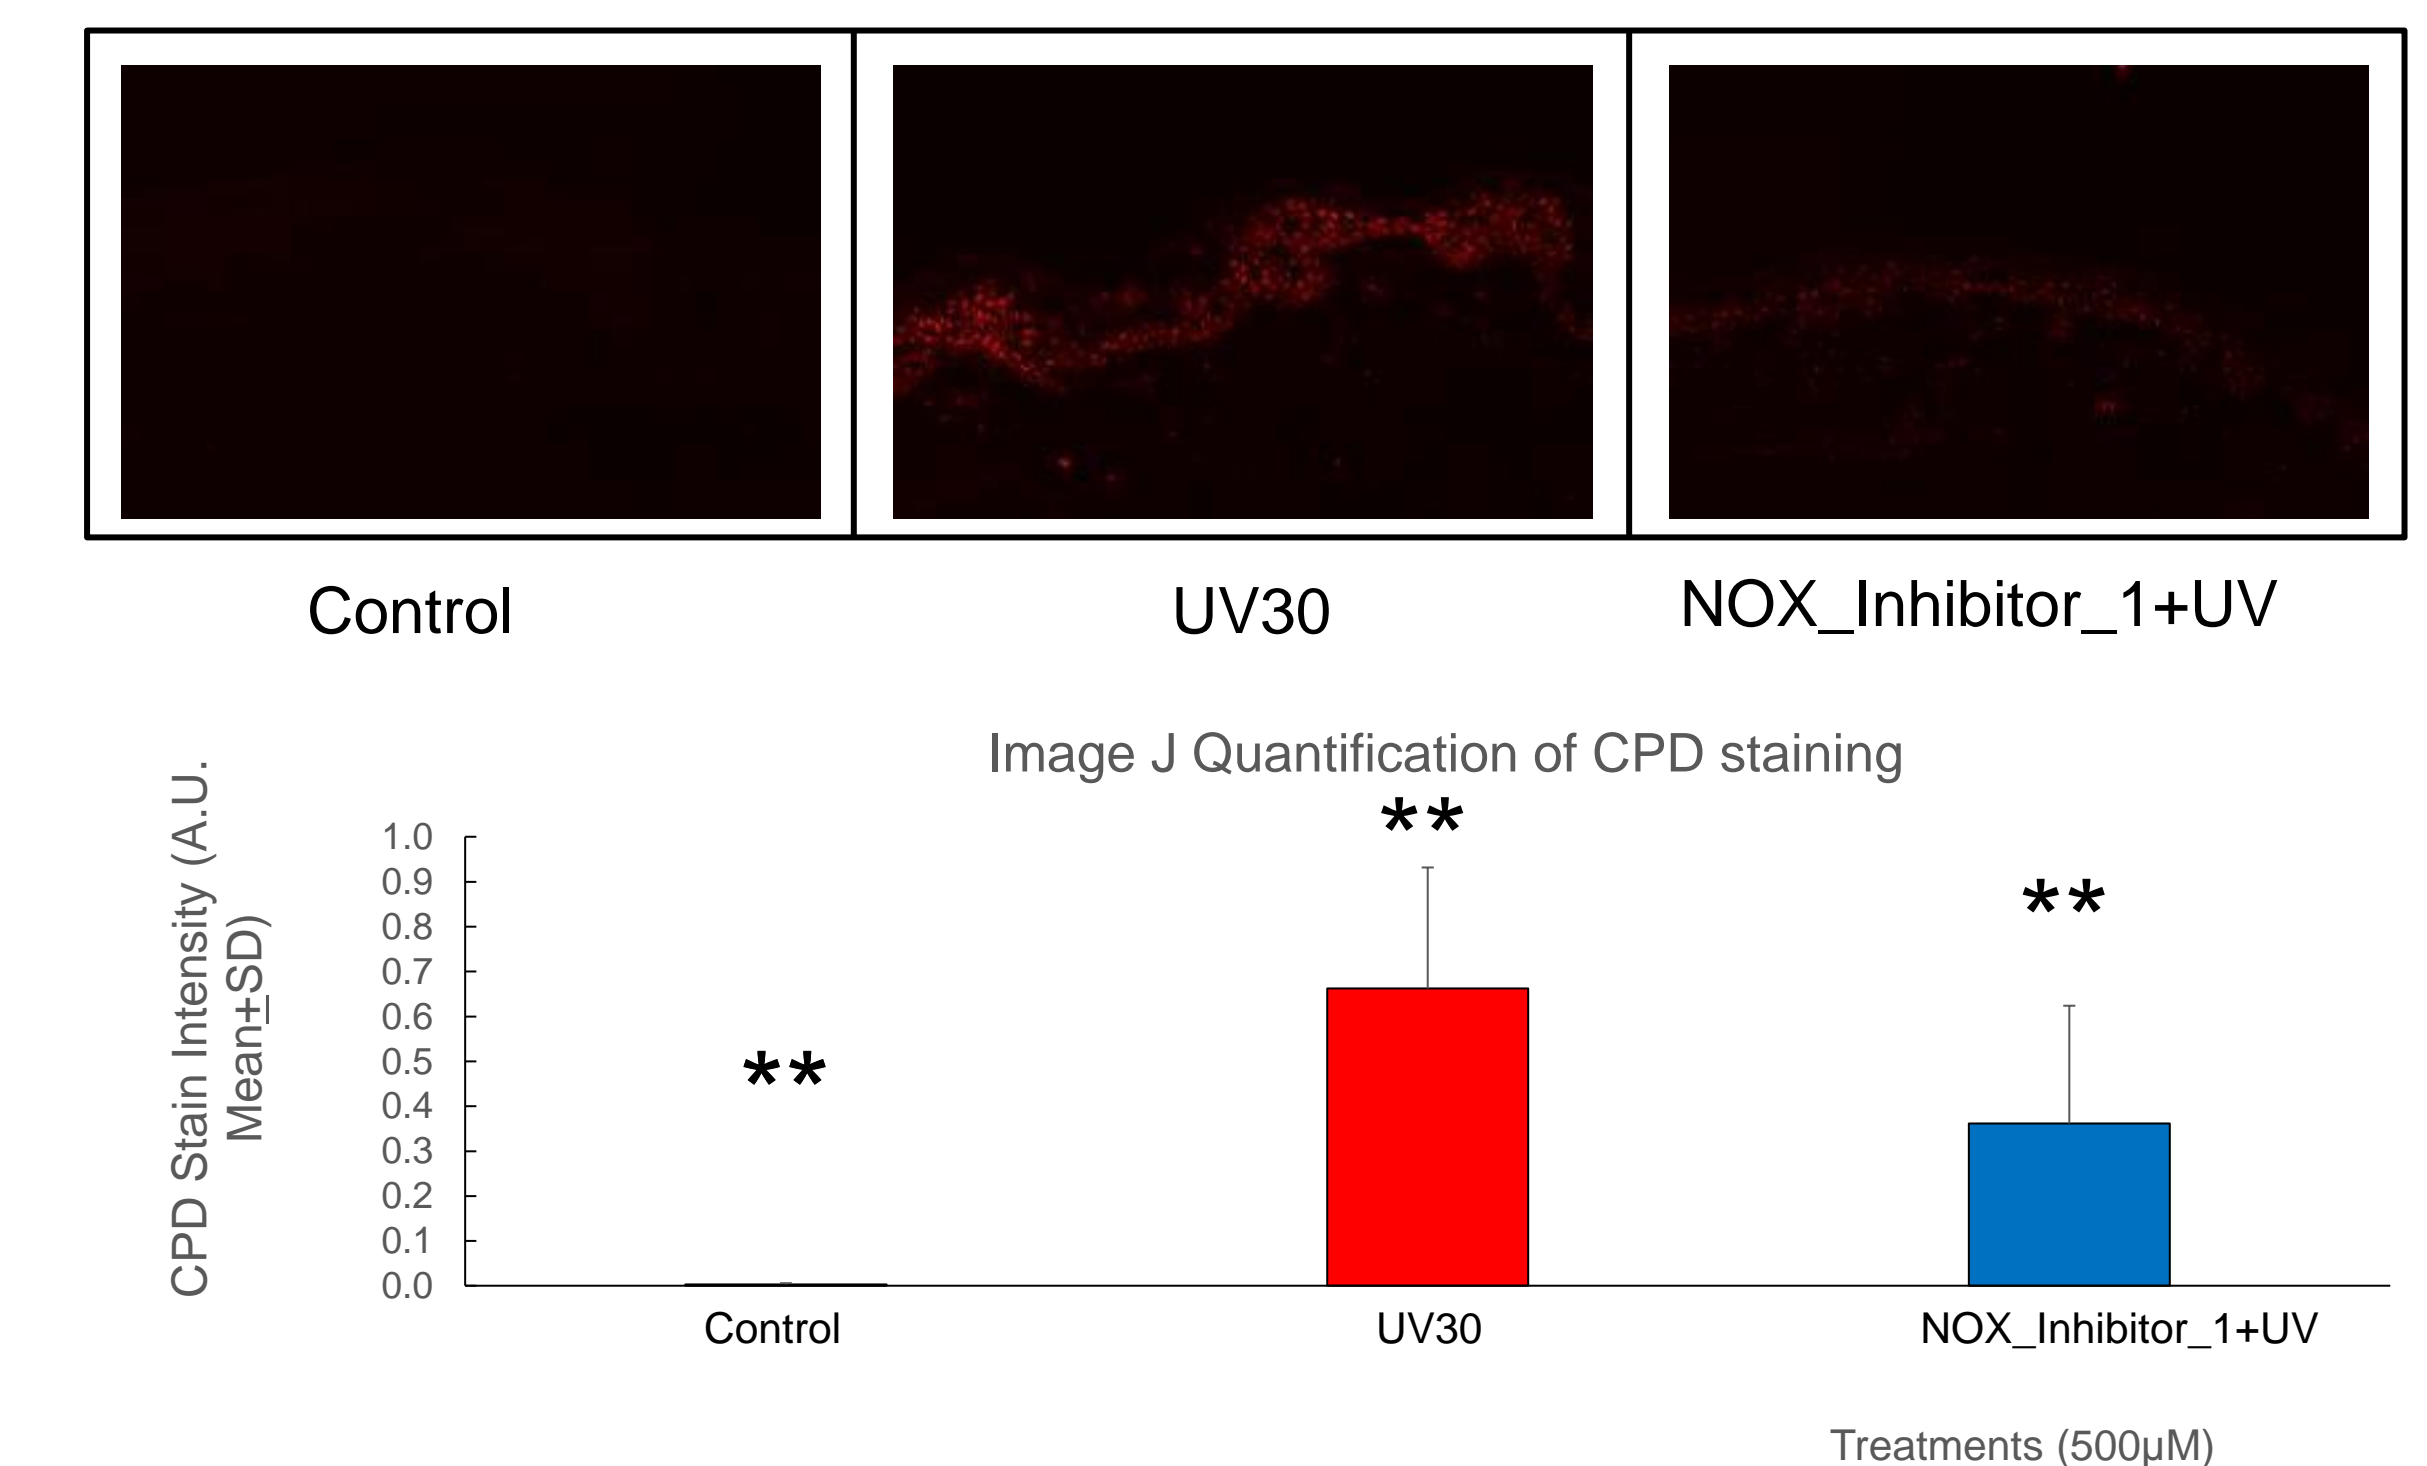 Control
UV30
NOX_Inhibitor_1+UV
Image J Quantification of CPD staining
CPD Stain Intensity (A.U.
Mean±SD)
**
**
**
1.0
0.9
0.8
0.7
0.6
0.5
0.4
0.3
0.2
0.1
0.0
Control
UV30
NOX_Inhibitor_1+UV
Treatments (500µM)